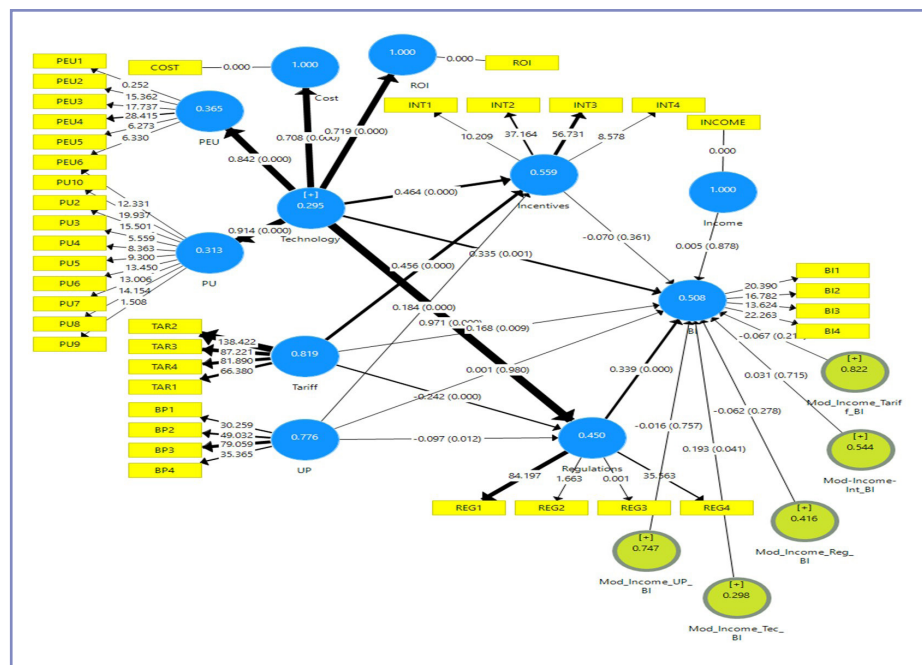 PEU1
PEU2
PEU3
PEU4
PEU5
PEU6
PU10
PU2
PU3
PU4
PU5
PU6
PU7
PU8
PU9
0.252
15.362
17.737
28.415
6.273
6.330
0.365
PEU
COST
0.000
1.000
Cost
1.000
ROI
0.000
ROI
0.842 (0.000)
0.708 (0.000)
0.719 (0.000)
12.331
19.937
15.501
5.559
8.363
9.300
13.450
13.006
14.154
1.508
0.313
PU
0.914 (0.000)
[+]
0.295
Technology
INT1
INT2
INT3
INT4
10.209
37.164
56.731
8.578
0.559
Incentives
INCOME
0.000
1.000
Income
0.464 (0.000)
-0.070 (0.361)
0.005 (0.878)
0.335 (0.001)
0.456 (0.000)
0.184 (0.000)
0.168 (0.009)
0.001 (0.980)
0.508
BI
20.390
16.782
13.624
22.263
BI1
BI2
BI3
BI4
TAR2
TAR3
TAR4
TAR1
138.422
87.221
81.890
66.380
0.819
Tariff
BP1
BP2
BP3
BP4
30.259
49.032
79.059
35.365
0.776
UP
-0.242 (0.000)
-0.097 (0.012)
0.339 (0.000)
0.450
Regulations
84.197
1.663
0.001
35.563
REG1
REG2
REG3
REG4
[+]
0.822
Mod_Income_Tarif
f_BI
0.031 (0.715)
[+]
0.544
Mod-Income-
Int_BI
-0.062 (0.278)
[+]
0.416
Mod_Income_Reg_
BI
-0.016 (0.757)
0.747
Mod_Income_UP_
BI
0.193 (0.041)
[+]
0.298
Mod_Income_Tec_
BI